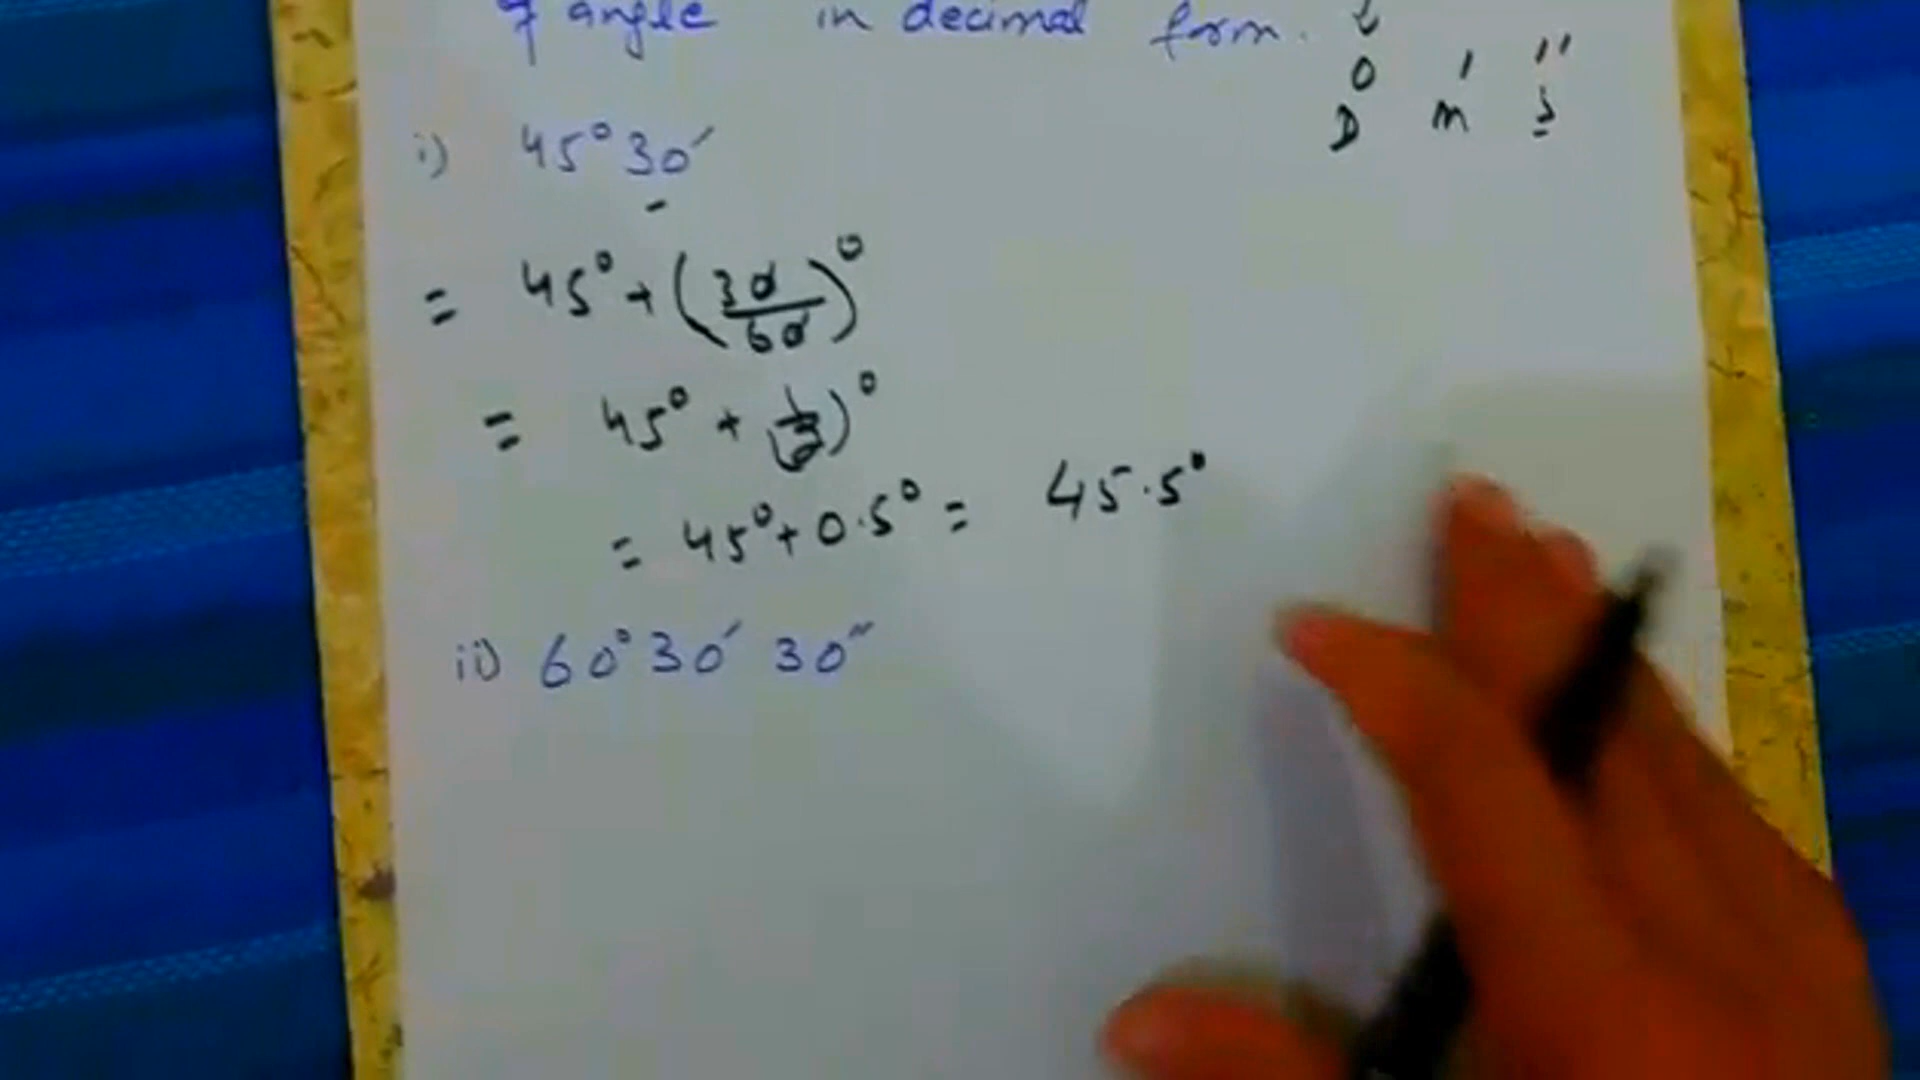 of angle in decimal form. ↓
° ' "
D m s
i) 45° 30'
= 45° + (30/60)°
= 45° + (1/2)°
= 45° + 0.5° = 45.5°
ii) 60° 30' 30"